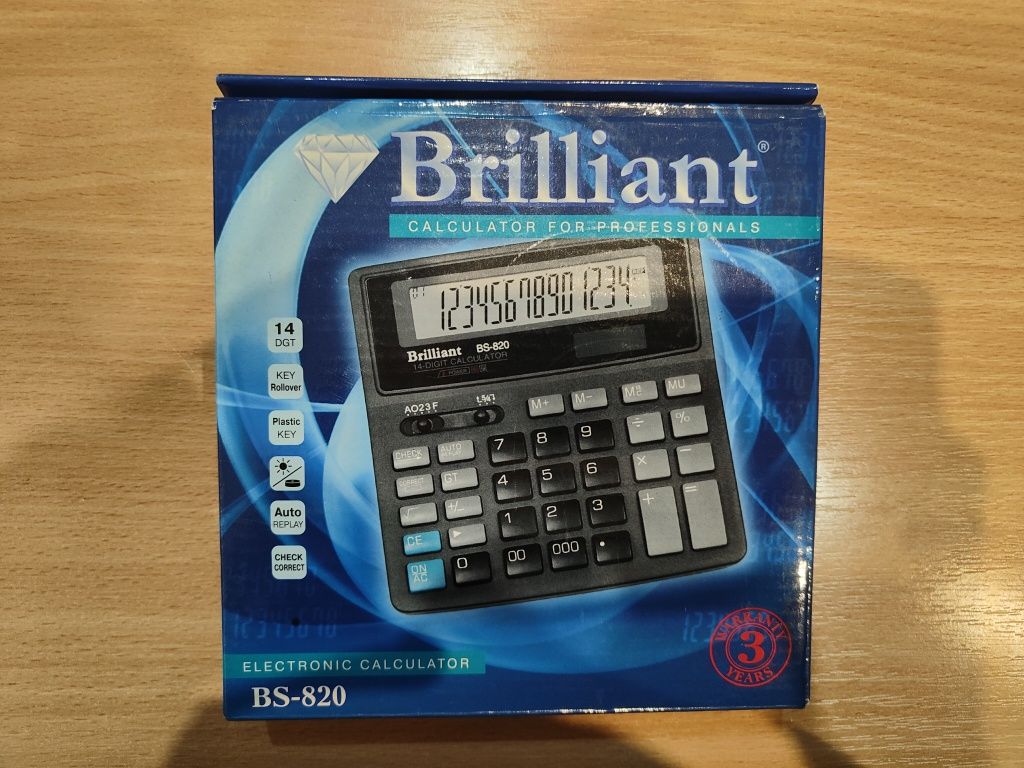 Brilliant®
CALCULATOR FOR PROFESSIONALS
12345678901234
Brilliant BS-820
14-DIGIT CALCULATOR
14
DGT
KEY
Rollover
Plastic
KEY
Auto
REPLAY
CHECK
CORRECT
A023F
M+ M− MU
CHECK AUTO 7 8 9 ÷ %
CORRECT GT 4 5 6 × −
√ +/− 1 2 3 + =
CE ▶
ON
AC
0 00 000 •
WARRANTY
3
YEARS
ELECTRONIC CALCULATOR
BS-820